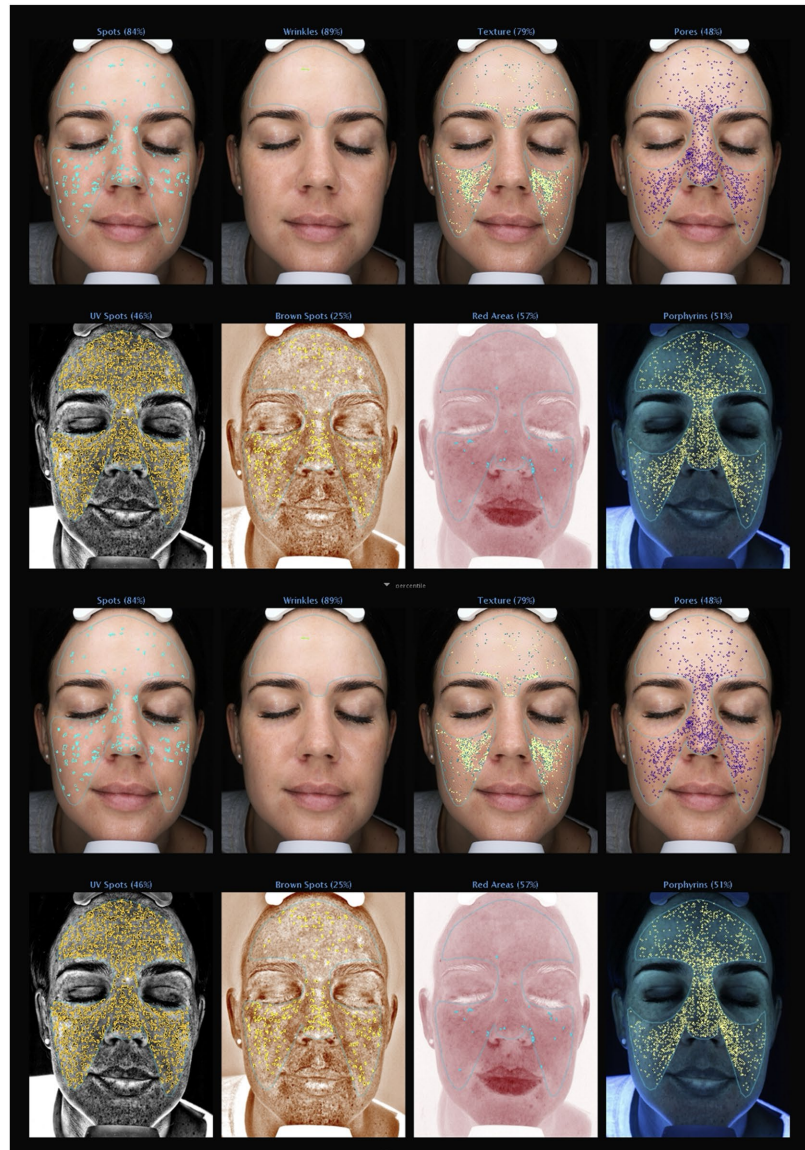 Spots (84%) Wrinkles (89%) Texture (79%) Pores (48%)
UV Spots (46%) Brown Spots (25%) Red Areas (57%) Porphyrins (51%)
percentile
Spots (84%) Wrinkles (89%) Texture (79%) Pores (48%)
UV Spots (46%) Brown Spots (25%) Red Areas (57%) Porphyrins (51%)